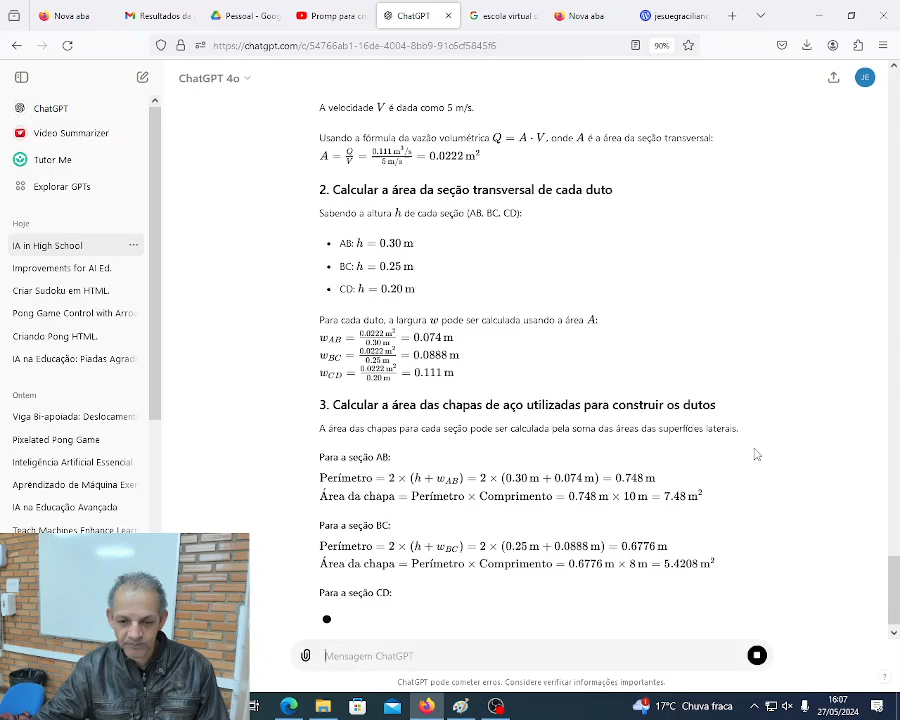 Nova aba
Resultados da
Pessoal - Goog
Promp para cri
ChatGPT
escola virtual s
Nova aba
jesuegraciliano
https://chatgpt.com/c/54766ab1-16de-4004-8bb9-91c6cf5845f6
90%
ChatGPT 4o
JE
ChatGPT
Video Summarizer
Tutor Me
Explorar GPTs
Hoje
IA in High School
Improvements for AI Ed.
Criar Sudoku em HTML.
Pong Game Control with Arrow
Criando Pong HTML.
IA na Educação: Piadas Agrada
Ontem
Viga Bi-apoiada: Deslocament
Pixelated Pong Game
Inteligência Artificial Essencial
Aprendizado de Máquina Exer
IA na Educação Avançada
Teach Machines Enhance Learn
A velocidade V é dada como 5 m/s.
Usando a fórmula da vazão volumétrica Q = A · V, onde A é a área da seção transversal:
A = Q/V = 0.111 m³/s / 5 m/s = 0.0222 m²
2. Calcular a área da seção transversal de cada duto
Sabendo a altura h de cada seção (AB, BC, CD):
• AB: h = 0.30 m
• BC: h = 0.25 m
• CD: h = 0.20 m
Para cada duto, a largura w pode ser calculada usando a área A:
w_AB = 0.0222 m² / 0.30 m = 0.074 m
w_BC = 0.0222 m² / 0.25 m = 0.0888 m
w_CD = 0.0222 m² / 0.20 m = 0.111 m
3. Calcular a área das chapas de aço utilizadas para construir os dutos
A área das chapas para cada seção pode ser calculada pela soma das áreas das superfícies laterais.
Para a seção AB:
Perímetro = 2 × (h + w_AB) = 2 × (0.30 m + 0.074 m) = 0.748 m
Área da chapa = Perímetro × Comprimento = 0.748 m × 10 m = 7.48 m²
Para a seção BC:
Perímetro = 2 × (h + w_BC) = 2 × (0.25 m + 0.0888 m) = 0.6776 m
Área da chapa = Perímetro × Comprimento = 0.6776 m × 8 m = 5.4208 m²
Para a seção CD:
Mensagem ChatGPT
ChatGPT pode cometer erros. Considere verificar informações importantes.
?
17°C Chuva fraca
16:07
27/05/2024